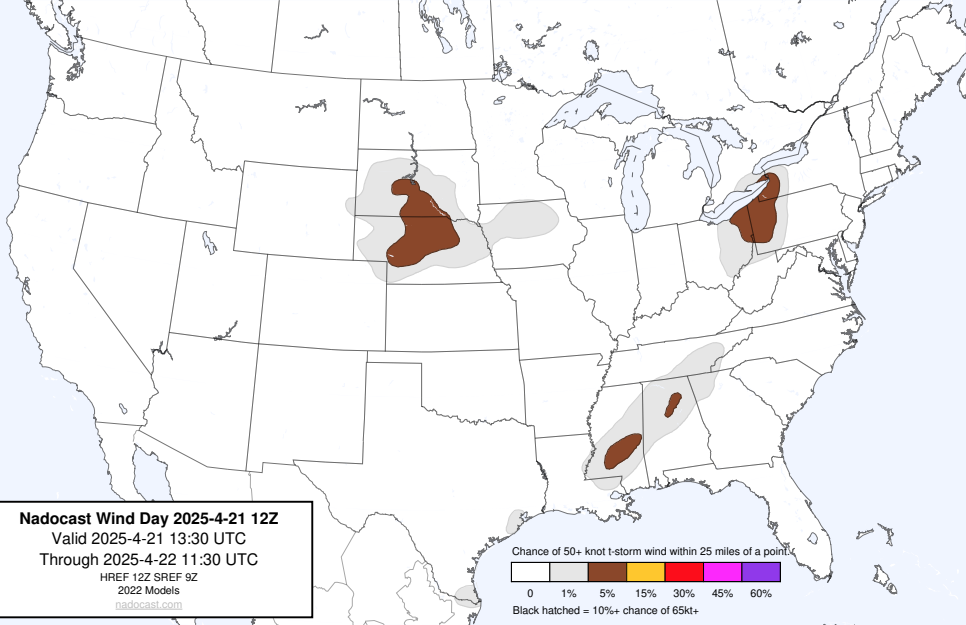 Nadocast Wind Day 2025-4-21 12Z
Valid 2025-4-21 13:30 UTC
Through 2025-4-22 11:30 UTC
HREF 12Z SREF 9Z
2022 Models
nadocast.com
Chance of 50+ knot t-storm wind within 25 miles of a point.
0 1% 5% 15% 30% 45% 60%
Black hatched = 10%+ chance of 65kt+